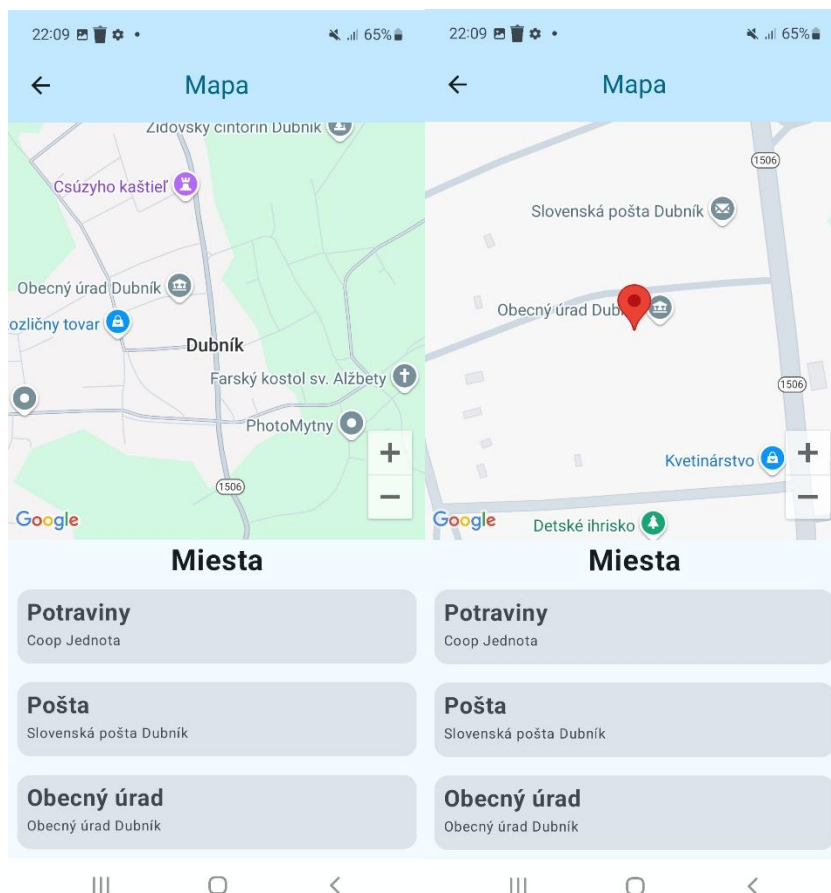 22:09
65%
Mapa
Židovský cintorín Dubník
Csúzyho kaštieľ
Obecný úrad Dubník
ozličny tovar
Dubník
Farský kostol sv. Alžbety
PhotoMytny
+
1506
−
Google
Miesta
Potraviny
Coop Jednota
Pošta
Slovenská pošta Dubník
Obecný úrad
Obecný úrad Dubník
22:09
65%
Mapa
1506
Slovenská pošta Dubník
Obecný úrad Dub
1506
Kvetinárstvo
+
−
Google
Detské ihrisko
Miesta
Potraviny
Coop Jednota
Pošta
Slovenská pošta Dubník
Obecný úrad
Obecný úrad Dubník